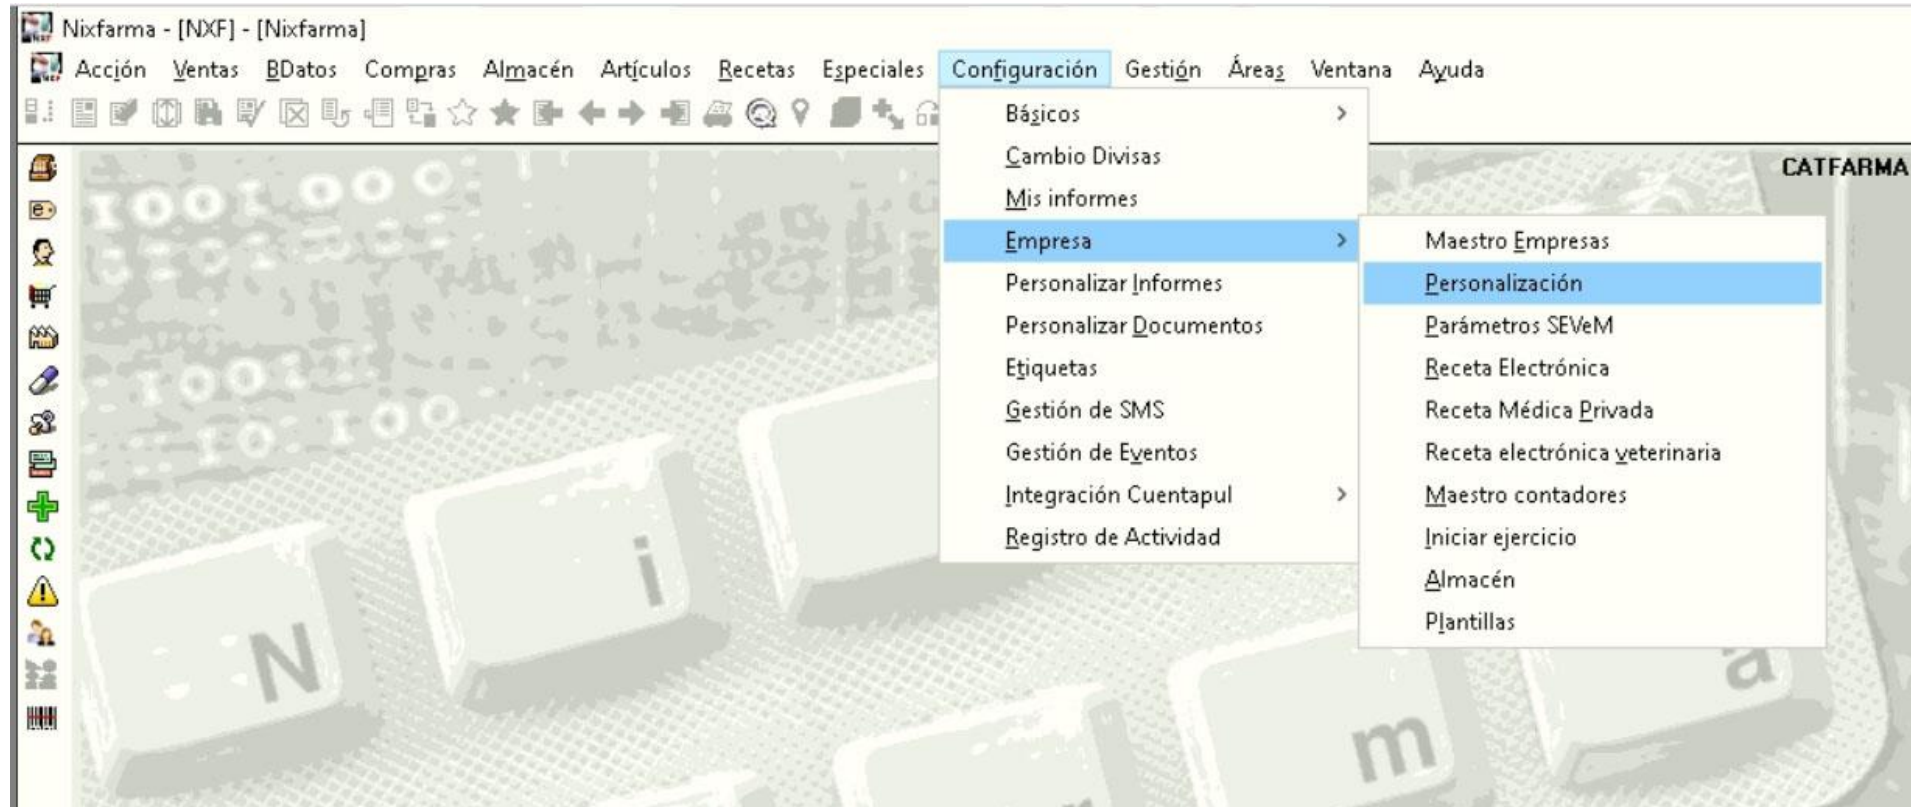 Nixfarma - [NXF] - [Nixfarma]
Acción Ventas BDatos Compras Almacén Artículos Recetas Especiales Configuración Gestión Áreas Ventana Ayuda
Básicos
Cambio Divisas
Mis informes
Empresa
Personalizar Informes
Personalizar Documentos
Etiquetas
Gestión de SMS
Gestión de Eventos
Integración Cuentapul
Registro de Actividad
CATFARMA
Maestro Empresas
Personalización
Parámetros SEVeM
Receta Electrónica
Receta Médica Privada
Receta electrónica veterinaria
Maestro contadores
Iniciar ejercicio
Almacén
Plantillas
N i a
m